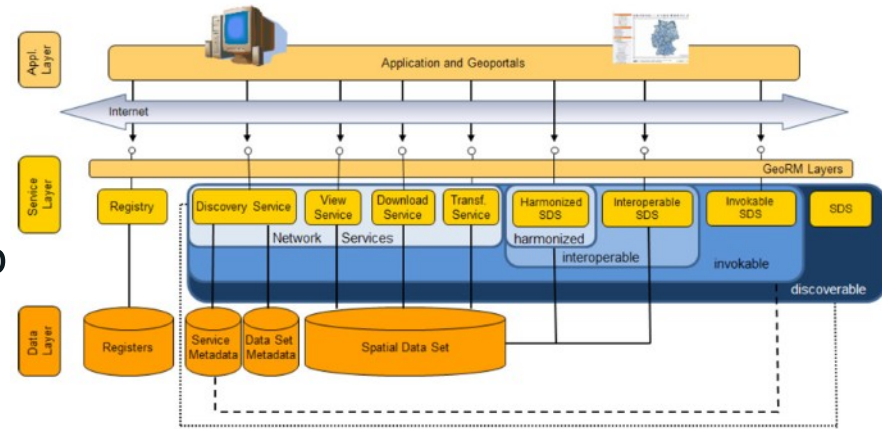 Appl.
Layer
Application and Geoportals
Internet
GeoRM Layers
Service
Layer
Registry
Discovery Service
View
Service
Download
Service
Transf.
Service
Harmonized
SDS
Interoperable
SDS
Invokable
SDS
SDS
Network Services
harmonized
interoperable
invokable
discoverable
Data
Layer
Registers
Service
Metadata
Data Set
Metadata
Spatial Data Set